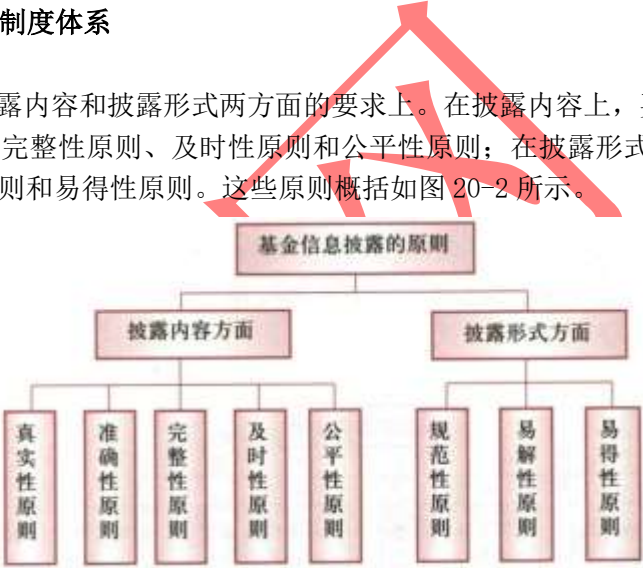 制度体系
露内容和披露形式两方面的要求上。在披露内容上，
完整性原则、及时性原则和公平性原则；在披露形式
则和易得性原则。这些原则概括如图 20-2 所示。
基金信息披露的原则
披露内容方面
披露形式方面
真实性原则
准确性原则
完整性原则
及时性原则
公平性原则
规范性原则
易解性原则
易得性原则